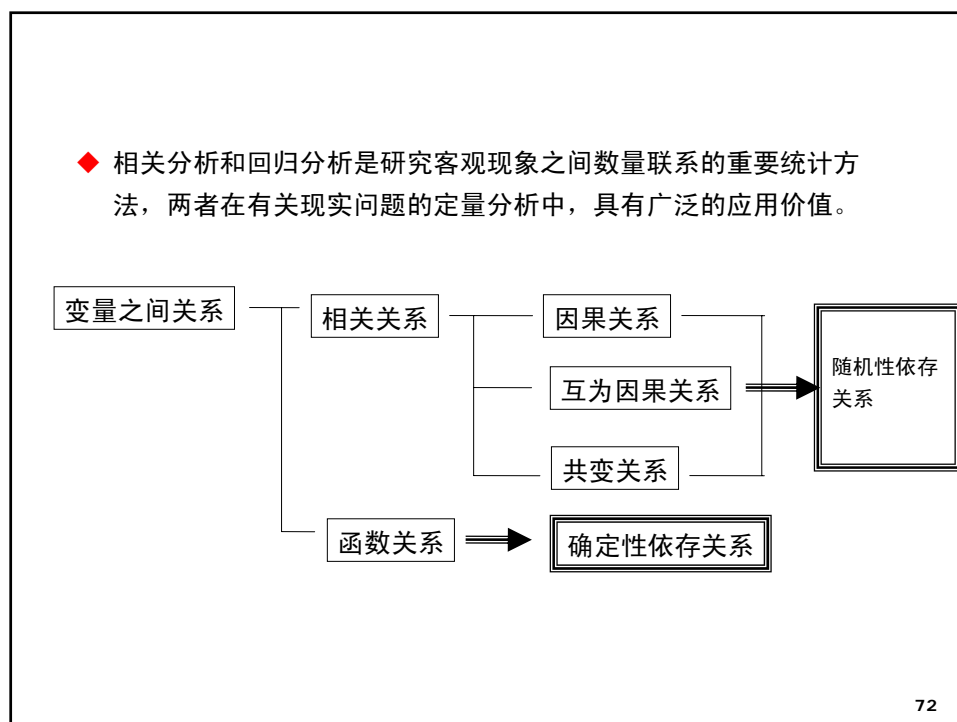 相关分析和回归分析是研究客观现象之间数量联系的重要统计方
法，两者在有关现实问题的定量分析中，具有广泛的应用价值。
变量之间关系
相关关系
因果关系
互为因果关系
共变关系
随机性依存
关系
函数关系
确定性依存关系
72